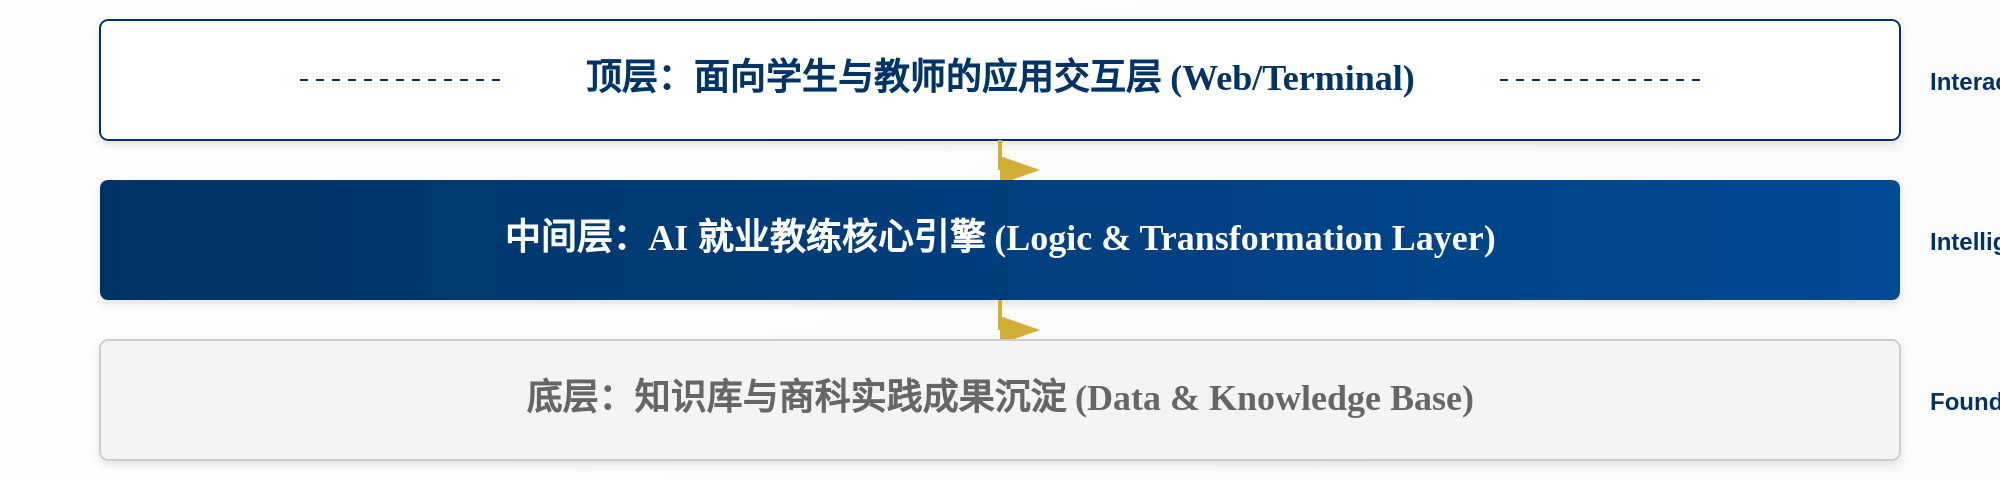 顶层：面向学生与教师的应用交互层 (Web/Terminal)
Interac
中间层：AI 就业教练核心引擎 (Logic & Transformation Layer)
Intellig
底层：知识库与商科实践成果沉淀 (Data & Knowledge Base)
Found